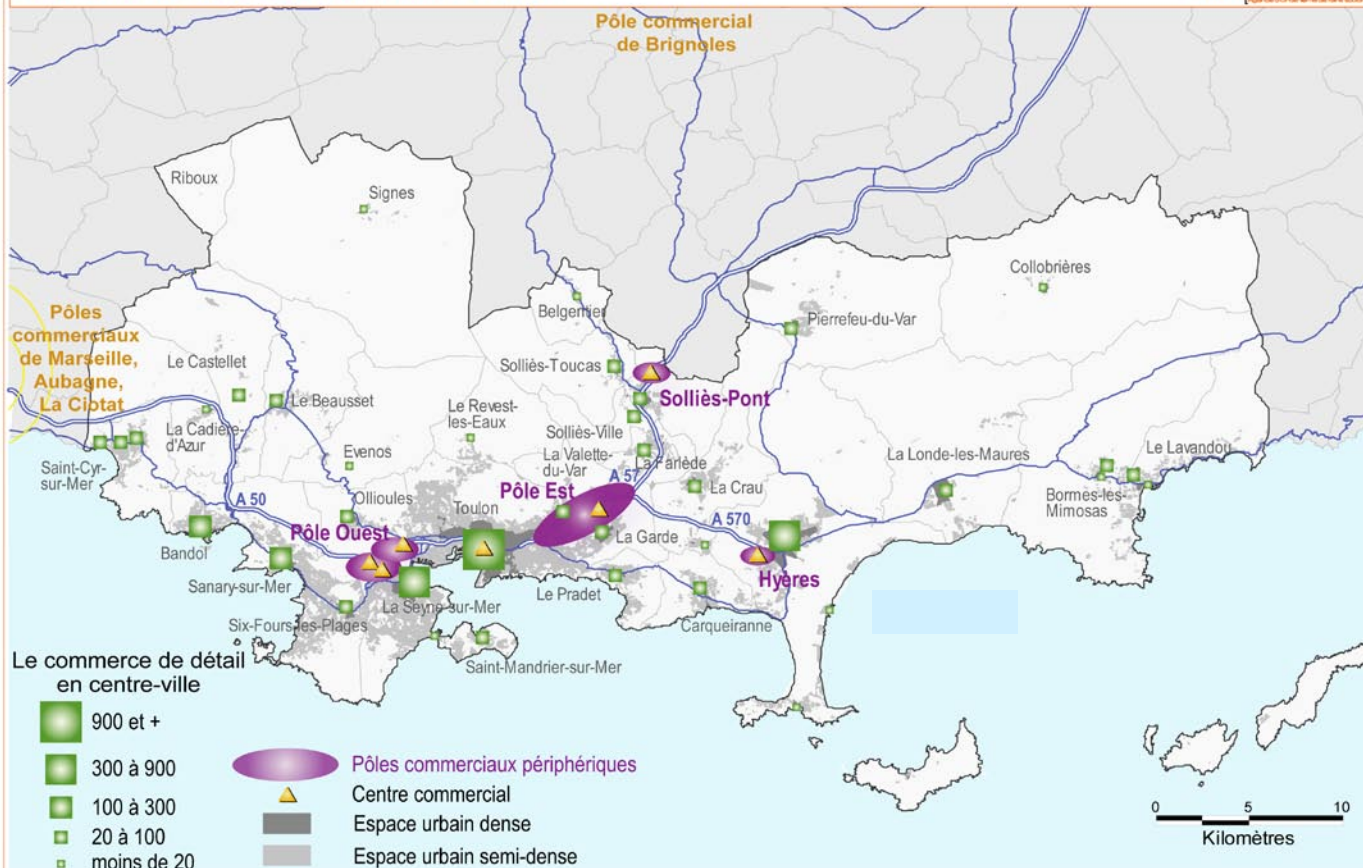 Pôle commercial
de Brignoles
Riboux
Signes
Collobrières
Belgentier
Pierrefeu-du-Var
Pôles
commerciaux
de Marseille,
Aubagne,
La Ciotat
Le Castellet
Solliès-Toucas
Solliès-Pont
Le Beausset
Le Revest-
les-Eaux
La Cadière-
d'Azur
Solliès-Ville
Evenos
La Valette-
du-Var
La Farlède
La Londe-les-Maures
Le Lavandou
Saint-Cyr-
sur-Mer
A 57
La Crau
Bormes-les-
Mimosas
A 50
Ollioules
Toulon
Pôle Est
A 570
Pôle Ouest
La Garde
Bandol
Hyères
Sanary-sur-Mer
La Seyne-sur-Mer
Le Pradet
Six-Fours-les-Plages
Carqueiranne
Saint-Mandrier-sur-Mer
Le commerce de détail
en centre-ville
900 et +
300 à 900
100 à 300
20 à 100
moins de 20
Pôles commerciaux périphériques
Centre commercial
Espace urbain dense
Espace urbain semi-dense
0 5 10
Kilomètres